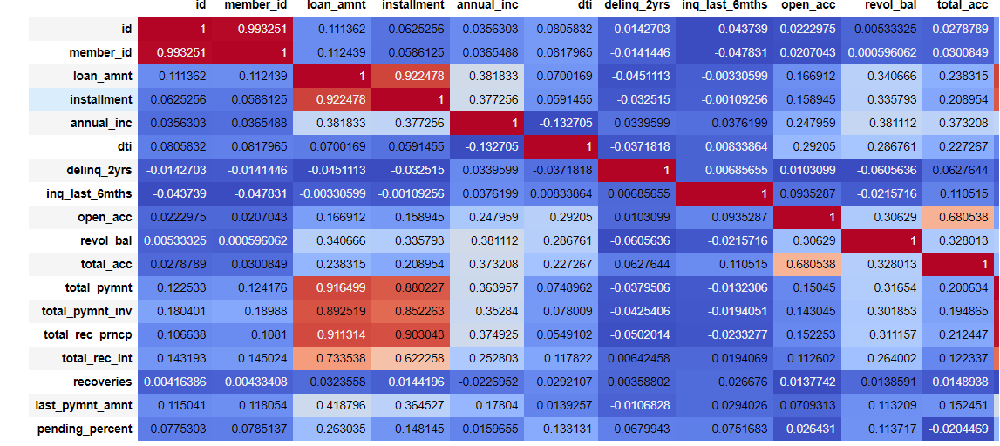 id member_id loan_amnt installment annual_inc dti delinq_2yrs inq_last_6mths open_acc revol_bal total_acc
id 1 0.993251 0.111362 0.0625256 0.0356303 0.0805832 -0.0142703 -0.043739 0.0222975 0.00533325 0.0278789
member_id 0.993251 1 0.112439 0.0586125 0.0365488 0.0817965 -0.0141446 -0.047831 0.0207043 0.000596062 0.0300849
loan_amnt 0.111362 0.112439 1 0.922478 0.381833 0.0700169 -0.0451113 -0.00330599 0.166912 0.340666 0.238315
installment 0.0625256 0.0586125 0.922478 1 0.377256 0.0591455 -0.032515 -0.00109256 0.158945 0.335793 0.208954
annual_inc 0.0356303 0.0365488 0.381833 0.377256 1 -0.132705 0.0339599 0.0376199 0.247959 0.381112 0.373208
dti 0.0805832 0.0817965 0.0700169 0.0591455 -0.132705 1 -0.0371818 0.00833864 0.29205 0.286761 0.227267
delinq_2yrs -0.0142703 -0.0141446 -0.0451113 -0.032515 0.0339599 -0.0371818 1 0.00685655 0.0103099 -0.0605636 0.0627644
inq_last_6mths -0.043739 -0.047831 -0.00330599 -0.00109256 0.0376199 0.00833864 0.00685655 1 0.0935287 -0.0215716 0.110515
open_acc 0.0222975 0.0207043 0.166912 0.158945 0.247959 0.29205 0.0103099 0.0935287 1 0.30629 0.680538
revol_bal 0.00533325 0.000596062 0.340666 0.335793 0.381112 0.286761 -0.0605636 -0.0215716 0.30629 1 0.328013
total_acc 0.0278789 0.0300849 0.238315 0.208954 0.373208 0.227267 0.0627644 0.110515 0.680538 0.328013 1
total_pymnt 0.122533 0.124176 0.916499 0.880227 0.363957 0.0748962 -0.0379506 -0.0132306 0.15045 0.31654 0.200634
total_pymnt_inv 0.180401 0.18988 0.892519 0.852263 0.35284 0.078009 -0.0425406 -0.0194051 0.143045 0.301853 0.194865
total_rec_prncp 0.106638 0.1081 0.911314 0.903043 0.374925 0.0549102 -0.0502014 -0.0233277 0.152253 0.311157 0.212447
total_rec_int 0.143193 0.145024 0.733538 0.622258 0.252803 0.117822 0.00642458 0.0194069 0.112602 0.264002 0.122337
recoveries 0.00416386 0.00433408 0.0323558 0.0144196 -0.0226952 0.0292107 0.00358802 0.026676 0.0137742 0.0138591 0.0148938
last_pymnt_amnt 0.115041 0.118054 0.418796 0.364527 0.17804 0.0139257 -0.0106828 0.0294026 0.0709313 0.113209 0.152451
pending_percent 0.0775303 0.0785137 0.263035 0.148145 0.0159655 0.133131 0.0679943 0.0751683 0.026431 0.113717 -0.0204469